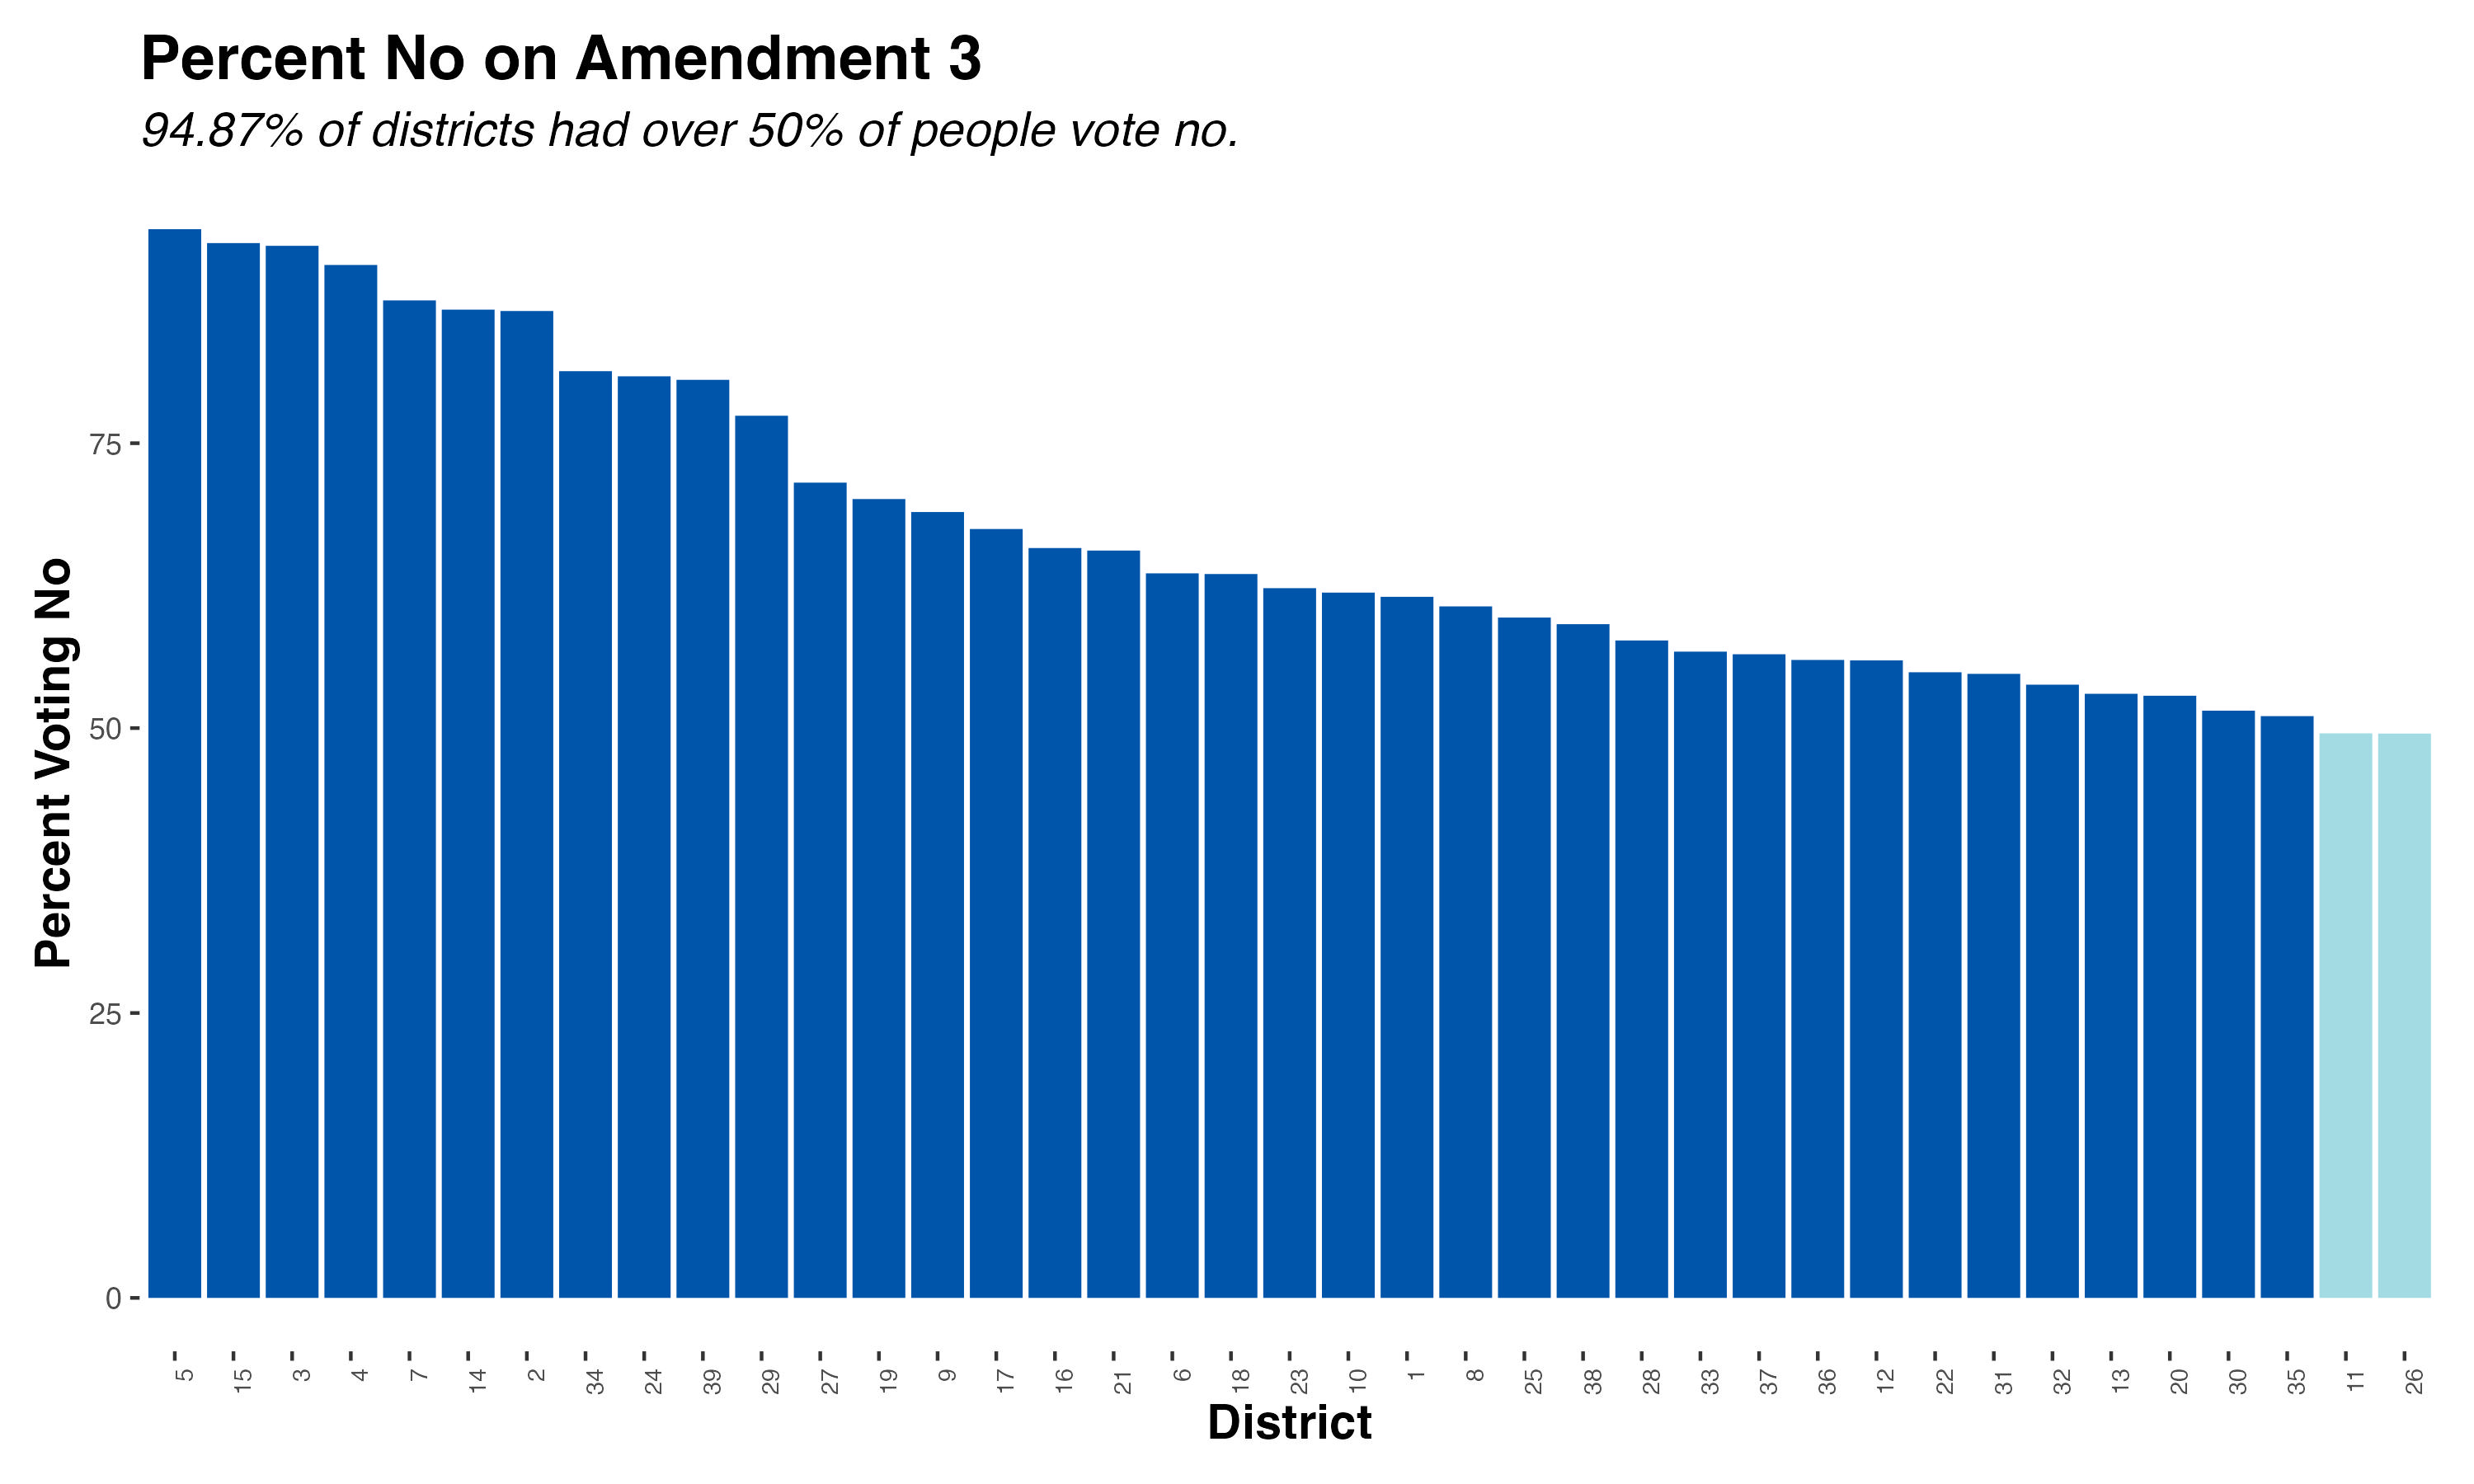 Percent No on Amendment 3
94.87% of districts had over 50% of people vote no.
Percent Voting No
75
50
25
0
5 15 3 4 7 14 2 34 24 39 29 27 19 9 17 16 21 6 18 23 10 1 8 25 38 28 33 37 36 12 22 31 32 13 20 30 35 11 26
District